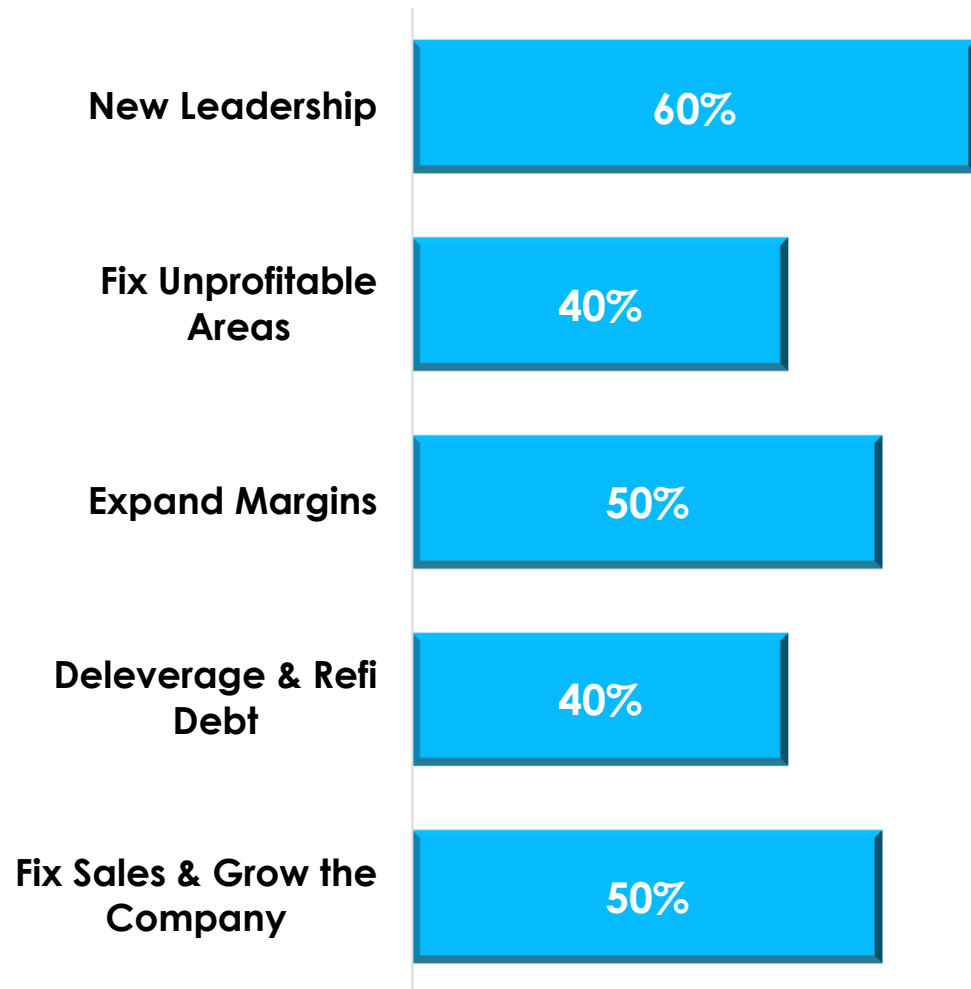 New Leadership
60%
Fix Unprofitable
Areas
40%
Expand Margins
50%
Deleverage & Refi
Debt
40%
Fix Sales & Grow the
Company
50%